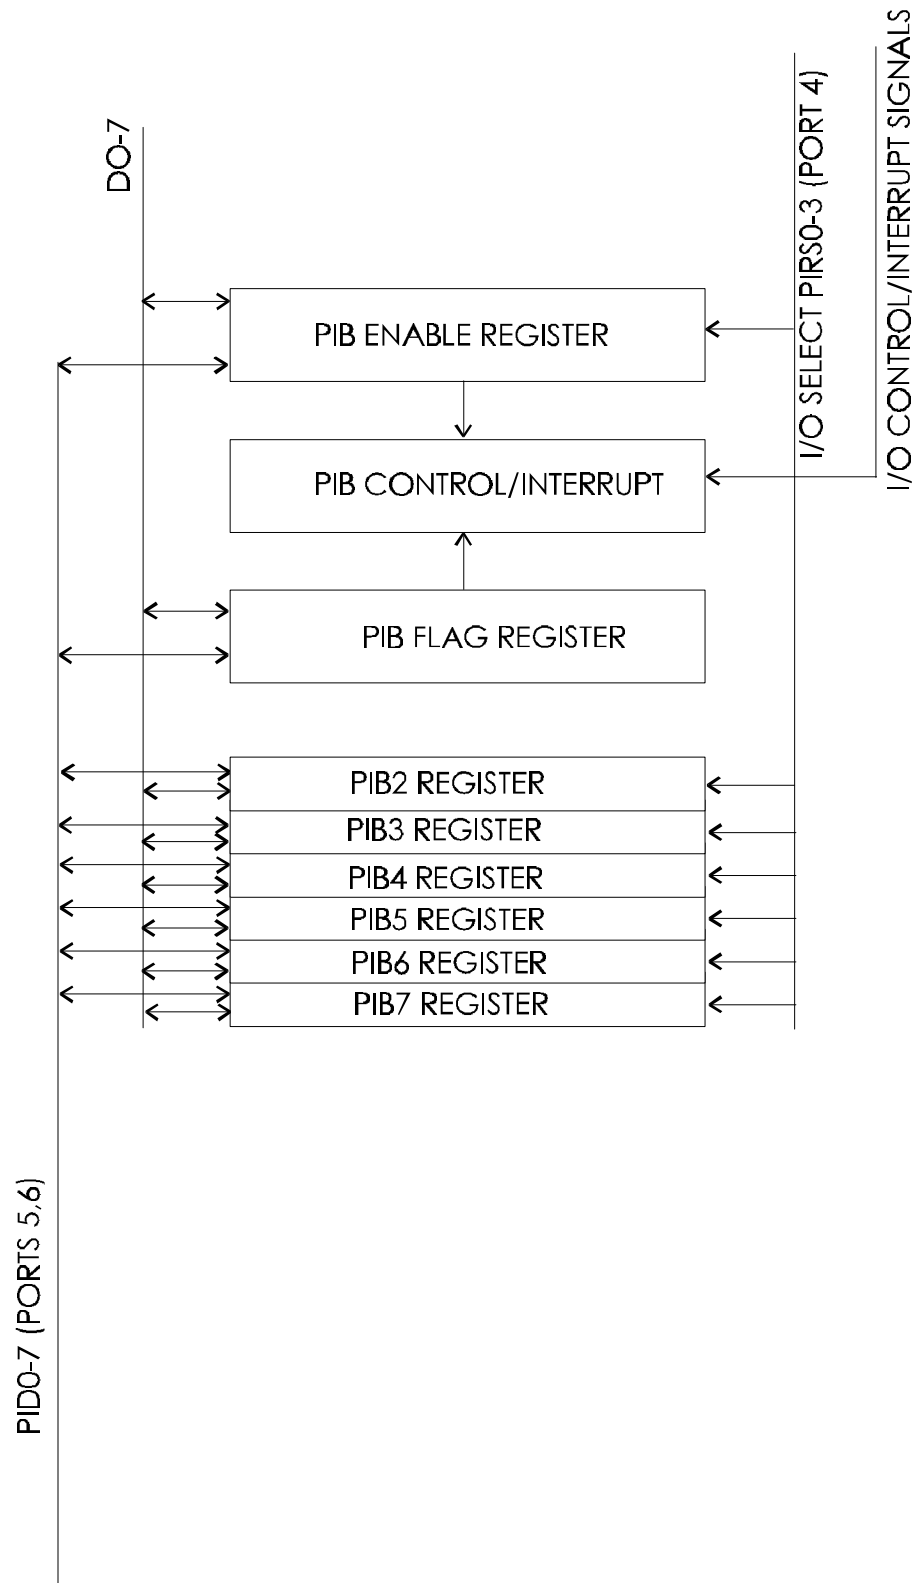 DO-7
I/O SELECT PIRS0-3 (PORT 4)
I/O CONTROL/INTERRUPT SIGNALS
PIB ENABLE REGISTER
PIB CONTROL/INTERRUPT
PIB FLAG REGISTER
PIB2 REGISTER
PIB3 REGISTER
PIB4 REGISTER
PIB5 REGISTER
PIB6 REGISTER
PIB7 REGISTER
PID0-7 (PORTS 5,6)